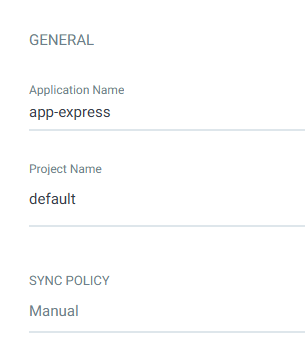 GENERAL
Application Name
app-express
Project Name
default
SYNC POLICY
Manual